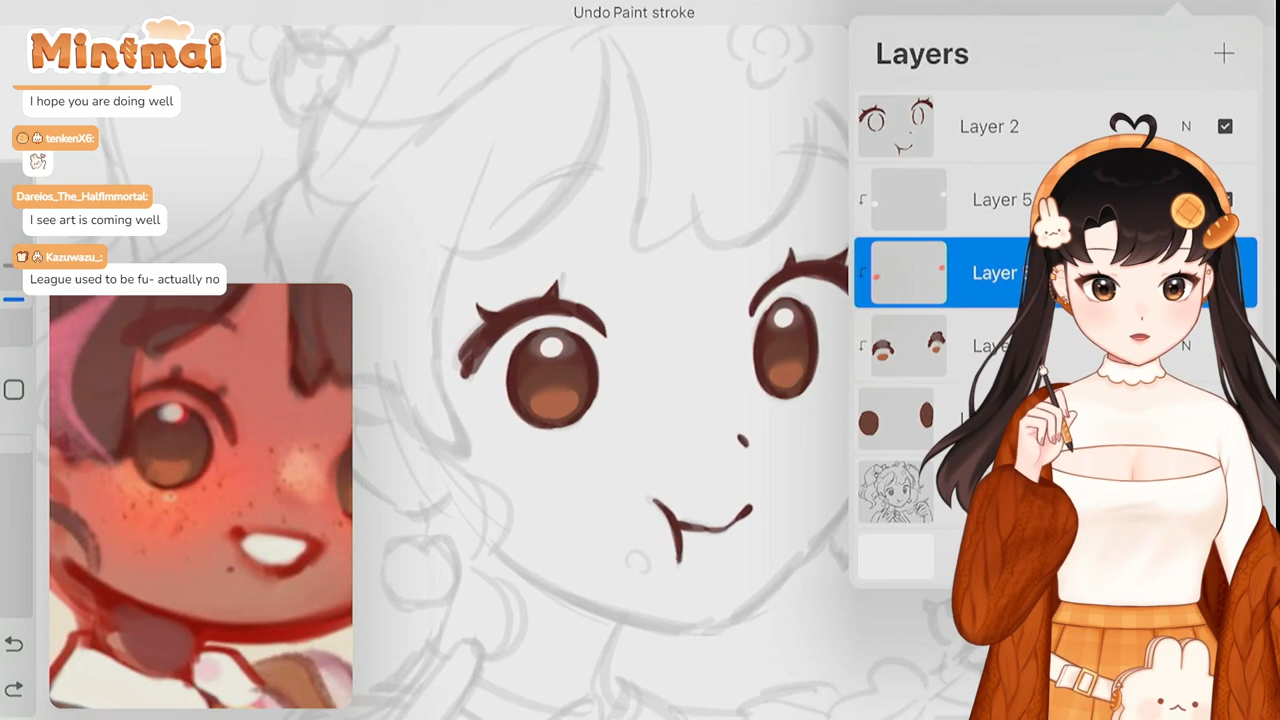 Undo Paint stroke
Mintmai
I hope you are doing well
tenkenX6:
Dareios_The_HalfImmortal:
I see art is coming well
Kazuwazu_:
League used to be fu- actually no
Layers
Layer 2
N
Layer 5
Layer
N